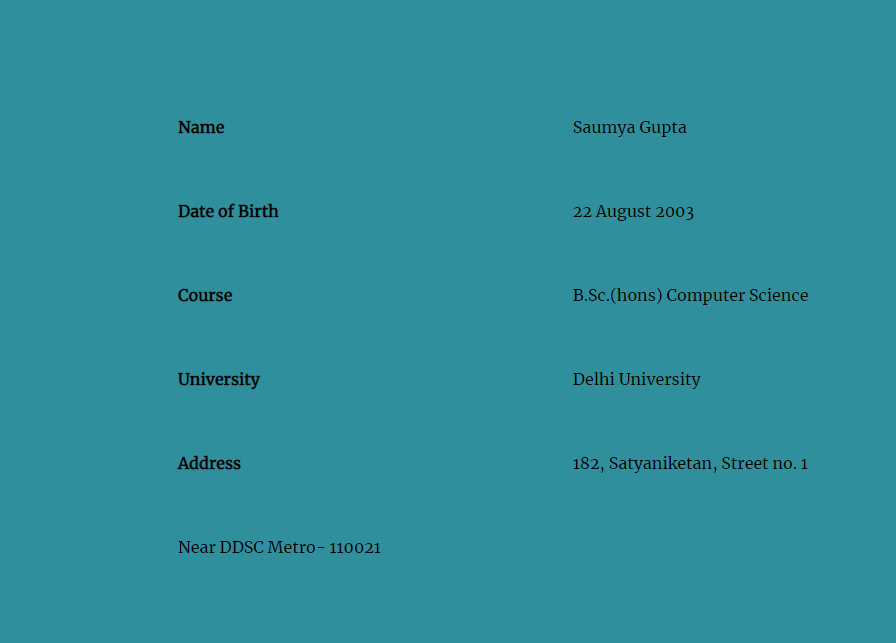 Name Saumya Gupta
Date of Birth 22 August 2003
Course B.Sc.(hons) Computer Science
University Delhi University
Address 182, Satyaniketan, Street no. 1
Near DDSC Metro- 110021